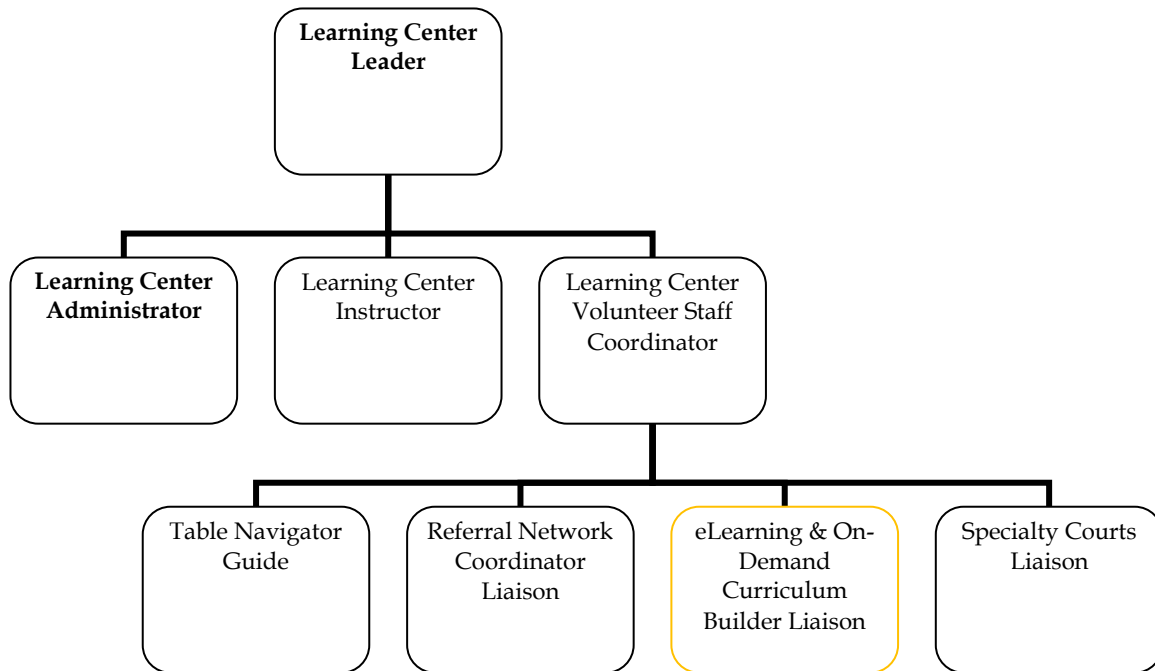 Learning Center
Leader
Learning Center
Administrator
Learning Center
Instructor
Learning Center
Volunteer Staff
Coordinator
Table Navigator
Guide
Referral Network
Coordinator
Liaison
eLearning & On-
Demand
Curriculum
Builder Liaison
Specialty Courts
Liaison